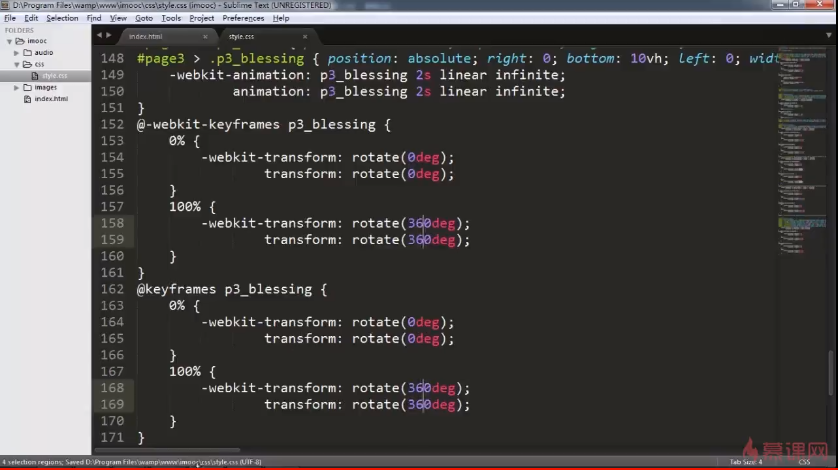 D:\Program Files\wamp\www\imooc\css\style.css - Sublime Text (UNREGISTERED)
File Edit Selection Find View Goto Tools Project Preferences Help
FOLDERS
imooc
audio
css
style.css
images
index.html
index.html × style.css ×
148 #page3 > .p3_blessing { position: absolute; right: 0; bottom: 10vh; left: 0; widt
149 -webkit-animation: p3_blessing 2s linear infinite;
150 animation: p3_blessing 2s linear infinite;
151 }
152 @-webkit-keyframes p3_blessing {
153 0% {
154 -webkit-transform: rotate(0deg);
155 transform: rotate(0deg);
156 }
157 100% {
158 -webkit-transform: rotate(360deg);
159 transform: rotate(360deg);
160 }
161 }
162 @keyframes p3_blessing {
163 0% {
164 -webkit-transform: rotate(0deg);
165 transform: rotate(0deg);
166 }
167 100% {
168 -webkit-transform: rotate(360deg);
169 transform: rotate(360deg);
170 }
171 }
慕课网
4 selection regions; Saved D:\Program Files\wamp\www\imooc\css\style.css (UTF-8) Tab Size: 4 CSS